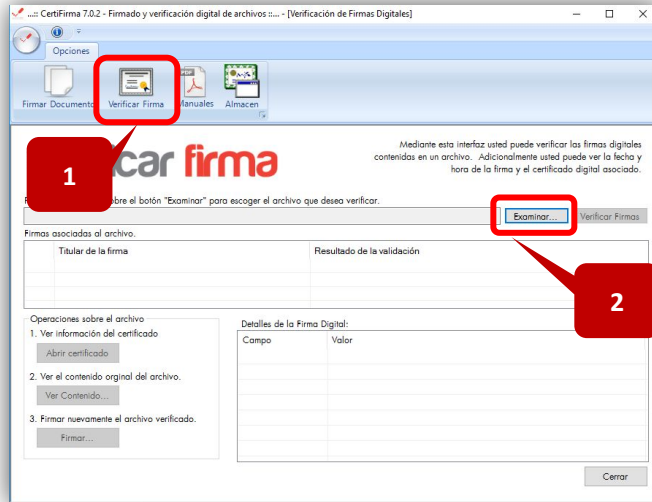 ...:: CertiFirma 7.0.2 - Firmado y verificación digital de archivos ::... - [Verificación de Firmas Digitales]
Opciones
Firmar Documento Verificar Firma Manuales Almacen
1
car firma
Mediante esta interfaz usted puede verificar las firmas digitales
contenidas en un archivo. Adicionalmente usted puede ver la fecha y
hora de la firma y el certificado digital asociado.
sobre el botón "Examinar" para escoger el archivo que desea verificar.
Examinar... Verificar Firmas
Firmas asociadas al archivo.
Titular de la firma Resultado de la validación
2
Operaciones sobre el archivo
1. Ver información del certificado
Abrir certificado
2. Ver el contenido orginal del archivo.
Ver Contenido...
3. Firmar nuevamente el archivo verificado.
Firmar...
Detalles de la Firma Digital:
Campo Valor
Cerrar